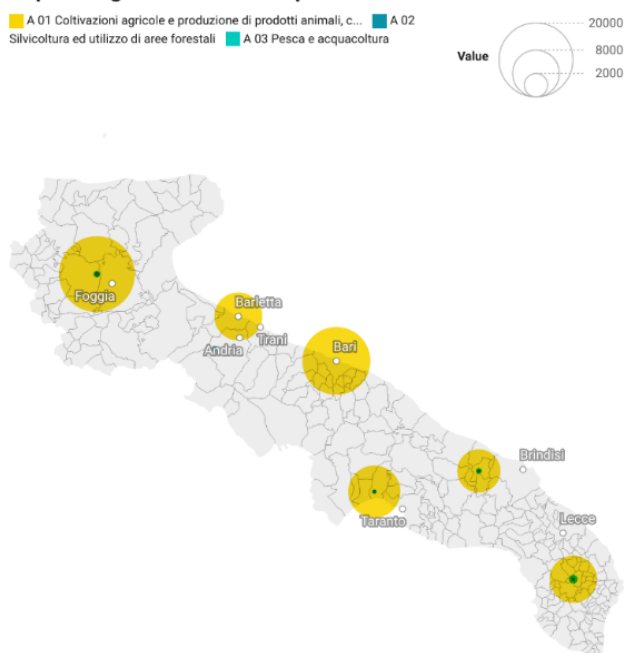 A 01 Coltivazioni agricole e produzione di prodotti animali, c... A 02
Silvicoltura ed utilizzo di aree forestali A 03 Pesca e acquacoltura
Value
20000
8000
2000
Foggia
Barletta
Trani
Andria
Bari
Brindisi
Taranto
Lecce